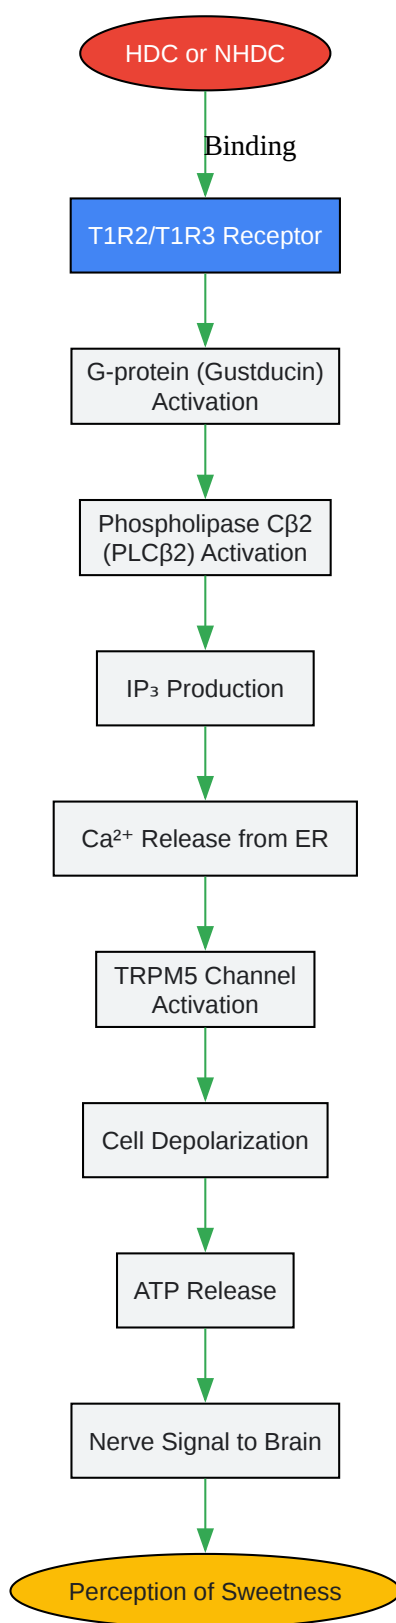 HDC or NHDC
Binding
T1R2/T1R3 Receptor
G-protein (Gustducin)
Activation
Phospholipase Cβ2
(PLCβ2) Activation
IP₃ Production
Ca²⁺ Release from ER
TRPM5 Channel
Activation
Cell Depolarization
ATP Release
Nerve Signal to Brain
Perception of Sweetness